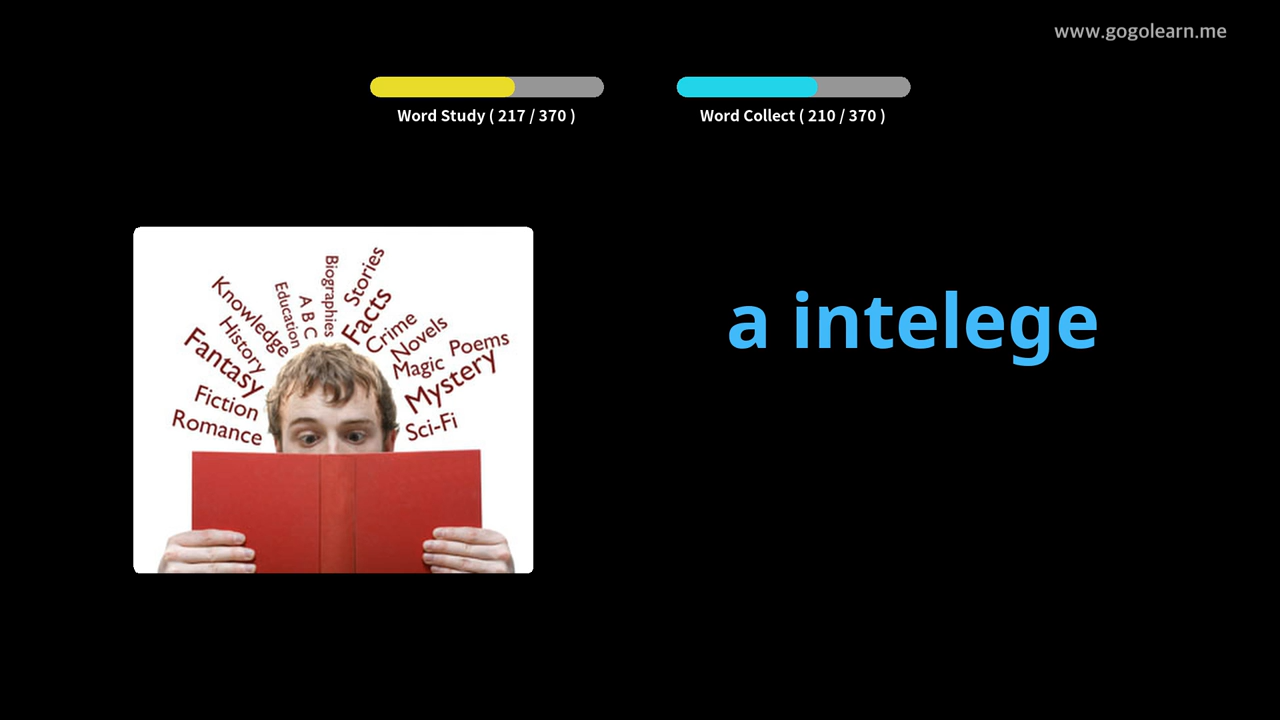 www.gogolearn.me
Word Study ( 217 / 370 )
Word Collect ( 210 / 370 )
Knowledge
History
Fantasy
Fiction
Romance
Education
A B C
Biographies
Stories
Facts
Crime
Novels
Magic
Poems
Mystery
Sci-Fi
a intelege